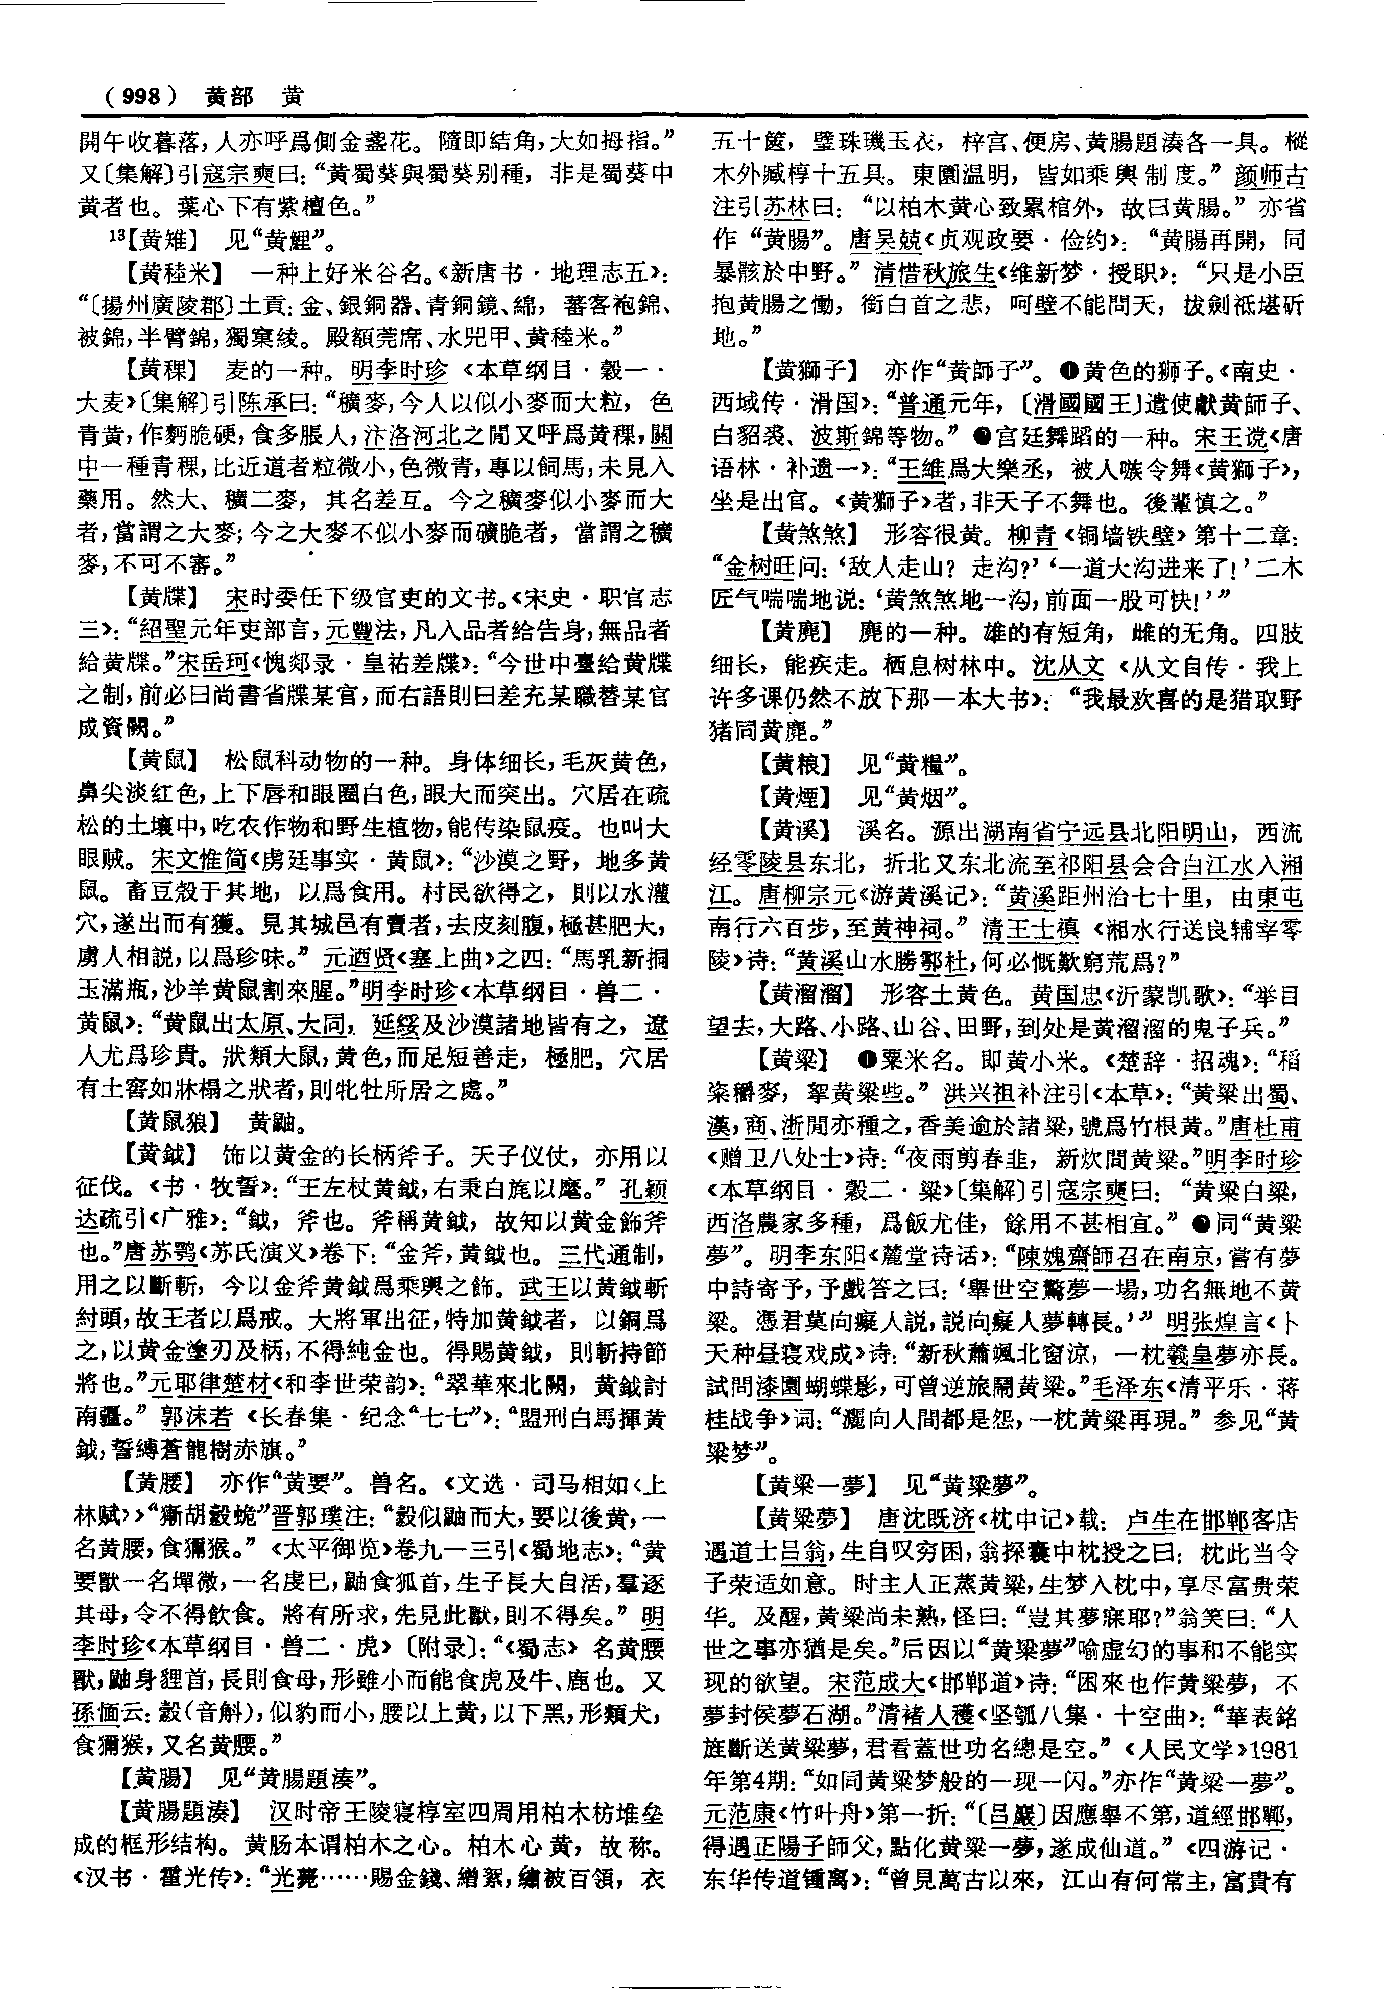 （998） 黄部 黄
開午收暮落，人亦呼爲側金盞花。隨即结角，大如拇指。”
又〔集解〕引寇宗奭曰：“黄蜀葵與蜀葵别種，非是蜀葵中
黄者也。葉心下有紫檀色。”
13【黄雉】 见“黄鯉”。
【黄稑米】 一种上好米谷名。《新唐书·地理志五》：
“〔揚州廣陵郡〕土貢：金、銀銅器、青銅鏡、綿，蕃客袍錦、
被錦，半臂錦，獨窠綾。殿額莞席、水兕甲、黄稑米。”
【黄稞】 麦的一种。明李时珍《本草纲目·穀一·
大麦》〔集解〕引陈承曰：“穬麥，今人以似小麥而大粒，色
青黄，作麪脆硬，食多脹人，汴洛河北之間又呼爲黄稞，關
中一種青稞，比近道者粒微小，色微青，專以飼馬，未見入
藥用。然大、穬二麥，其名差互。今之穬麥似小麥而大
者，當謂之大麥；今之大麥不似小麥而礦脆者，當謂之穬
麥，不可不審。”
【黄牒】 宋时委任下级官吏的文书。《宋史·职官志
三》：“紹聖元年吏部言，元豐法，凡入品者給告身，無品者
給黄牒。”宋岳珂《愧郯录·皇祐差牒》：“今世中臺給黄牒
之制，前必曰尚書省牒某官，而右語則曰差充某職替某官
成資闕。”
【黄鼠】 松鼠科动物的一种。身体细长，毛灰黄色，
鼻尖淡红色，上下唇和眼圈白色，眼大而突出。穴居在疏
松的土壤中，吃农作物和野生植物，能传染鼠疫。也叫大
眼贼。宋文惟简《虏廷事实·黄鼠》：“沙漠之野，地多黄
鼠。畜豆殼于其地，以爲食用。村民欲得之，則以水灌
穴，遂出而有獲。見其城邑有賣者，去皮刻腹，極甚肥大，
虜人相説，以爲珍味。”元迺贤《塞上曲》之四：“馬乳新挏
玉滿瓶，沙羊黄鼠割來腥。”明李时珍《本草纲目·兽二·
黄鼠》：“黄鼠出太原、大同，延綏及沙漠諸地皆有之，遼
人尤爲珍貴。狀類大鼠，黄色，而足短善走，極肥。穴居
有土窖如牀榻之狀者，則牝牡所居之處。”
【黄鼠狼】 黄鼬。
【黄鉞】 饰以黄金的长柄斧子。天子仪仗，亦用以
征伐。《书·牧誓》：“王左杖黄鉞，右秉白旄以麾。”孔颖
达疏引《广雅》：“鉞，斧也。斧稱黄鉞，故知以黄金飾斧
也。”唐苏鹗《苏氏演义》卷下：“金斧，黄鉞也。三代通制，
用之以斷斬，今以金斧黄鉞爲乘輿之飾。武王以黄鉞斬
紂頭，故王者以爲戒。大將軍出征，特加黄鉞者，以銅爲
之，以黄金塗刃及柄，不得純金也。得賜黄鉞，則斬持節
將也。”元耶律楚材《和李世荣韵》：“翠華來北闕，黄鉞討
南疆。”郭沫若《长春集·纪念“七七”》：“盟刑白馬揮黄
鉞，誓縛蒼龍樹赤旗。”
【黄腰】 亦作“黄要”。兽名。《文选·司马相如〈上
林赋〉》“獑胡豰蛫”晋郭璞注：“豰似鼬而大，要以後黄，一
名黄腰，食獼猴。”《太平御览》卷九一三引《蜀地志》：“黄
要獸一名墠微，一名虔巳，鼬食狐首，生子長大自活，羣逐
其母，令不得飲食。將有所求，先見此獸，則不得矣。”明
李时珍《本草纲目·兽二·虎》〔附录〕：“《蜀志》名黄腰
獸，鼬身貍首，長則食母，形雖小而能食虎及牛、鹿也。又
孫愐云：豰（音斛），似豹而小，腰以上黄，以下黑，形類犬，
食獼猴，又名黄腰。”
【黄腸】 见“黄腸題湊”。
【黄腸題湊】 汉时帝王陵寝椁室四周用柏木枋堆垒
成的框形结构。黄肠本谓柏木之心。柏木心黄，故称。
《汉书·霍光传》：“光薨……賜金錢、繒絮，繡被百領，衣
五十篋，璧珠璣玉衣，梓宫、便房、黄腸題湊各一具。樅
木外臧椁十五具。東園温明，皆如乘輿制度。”颜师古
注引苏林曰：“以柏木黄心致累棺外，故曰黄腸。”亦省
作“黄腸”。唐吴兢《贞观政要·俭约》：“黄腸再開，同
暴骸於中野。”清惜秋旅生《维新梦·授职》：“只是小臣
抱黄腸之慟，銜白首之悲，呵壁不能問天，拔劍祗堪斫
地。”
【黄獅子】 亦作“黄師子”。❶黄色的狮子。《南史·
西域传·滑国》：“普通元年，〔滑國國王〕遣使獻黄師子、
白貂裘、波斯錦等物。”❷宫廷舞蹈的一种。宋王谠《唐
语林·补遗一》：“王維爲大樂丞，被人嗾令舞《黄獅子》，
坐是出官。《黄獅子》者，非天子不舞也。後輩慎之。”
【黄煞煞】 形容很黄。柳青《铜墙铁壁》第十二章：
“金树旺问：‘敌人走山？走沟？’‘一道大沟进来了！’二木
匠气喘喘地说：‘黄煞煞地一沟，前面一股可快！’”
【黄麂】 麂的一种。雄的有短角，雌的无角。四肢
细长，能疾走。栖息树林中。沈从文《从文自传·我上
许多课仍然不放下那一本大书》：“我最欢喜的是猎取野
猪同黄麂。”
【黄粮】 见“黄糧”。
【黄煙】 见“黄烟”。
【黄溪】 溪名。源出湖南省宁远县北阳明山，西流
经零陵县东北，折北又东北流至祁阳县会合白江水入湘
江。唐柳宗元《游黄溪记》：“黄溪距州治七十里，由東屯
南行六百步，至黄神祠。”清王士禛《湘水行送良辅宰零
陵》诗：“黄溪山水勝鄠杜，何必慨歎窮荒爲？”
【黄溜溜】 形容土黄色。黄国忠《沂蒙凯歌》：“举目
望去，大路、小路、山谷、田野，到处是黄溜溜的鬼子兵。”
【黄粱】 ❶粟米名。即黄小米。《楚辞·招魂》：“稻
粢穱麥，挐黄粱些。”洪兴祖补注引《本草》：“黄粱出蜀、
漢，商、浙間亦種之，香美逾於諸粱，號爲竹根黄。”唐杜甫
《赠卫八处士》诗：“夜雨剪春韭，新炊間黄粱。”明李时珍
《本草纲目·穀二·粱》〔集解〕引寇宗奭曰：“黄粱白粱，
西洛農家多種，爲飯尤佳，餘用不甚相宜。”❷同“黄粱
夢”。明李东阳《麓堂诗话》：“陳媿齋師召在南京，嘗有夢
中詩寄予，予戲答之曰：‘舉世空驚夢一場，功名無地不黄
粱。憑君莫向癡人説，説向癡人夢轉長。’”明张煌言《卜
天种昼寝戏成》诗：“新秋蕭颯北窗涼，一枕羲皇夢亦長。
試問漆園蝴蝶影，可曾逆旅鬧黄粱。”毛泽东《清平乐·蒋
桂战争》词：“灑向人間都是怨，一枕黄粱再現。”参见“黄
粱梦”。
【黄粱一夢】 见“黄粱夢”。
【黄粱夢】 唐沈既济《枕中记》载：卢生在邯郸客店
遇道士吕翁，生自叹穷困，翁探囊中枕授之曰：枕此当令
子荣适如意。时主人正蒸黄粱，生梦入枕中，享尽富贵荣
华。及醒，黄粱尚未熟，怪曰：“豈其夢寐耶？”翁笑曰：“人
世之事亦猶是矣。”后因以“黄粱夢”喻虚幻的事和不能实
现的欲望。宋范成大《邯郸道》诗：“困來也作黄粱夢，不
夢封侯夢石湖。”清褚人穫《坚瓠八集·十空曲》：“華表銘
旌斷送黄粱夢，君看蓋世功名總是空。”《人民文学》1981
年第4期：“如同黄粱梦般的一现一闪。”亦作“黄粱一夢”。
元范康《竹叶舟》第一折：“〔吕巖〕因應舉不第，道經邯鄲，
得遇正陽子師父，點化黄粱一夢，遂成仙道。”《四游记·
东华传道锺离》：“曾見萬古以來，江山有何常主，富貴有